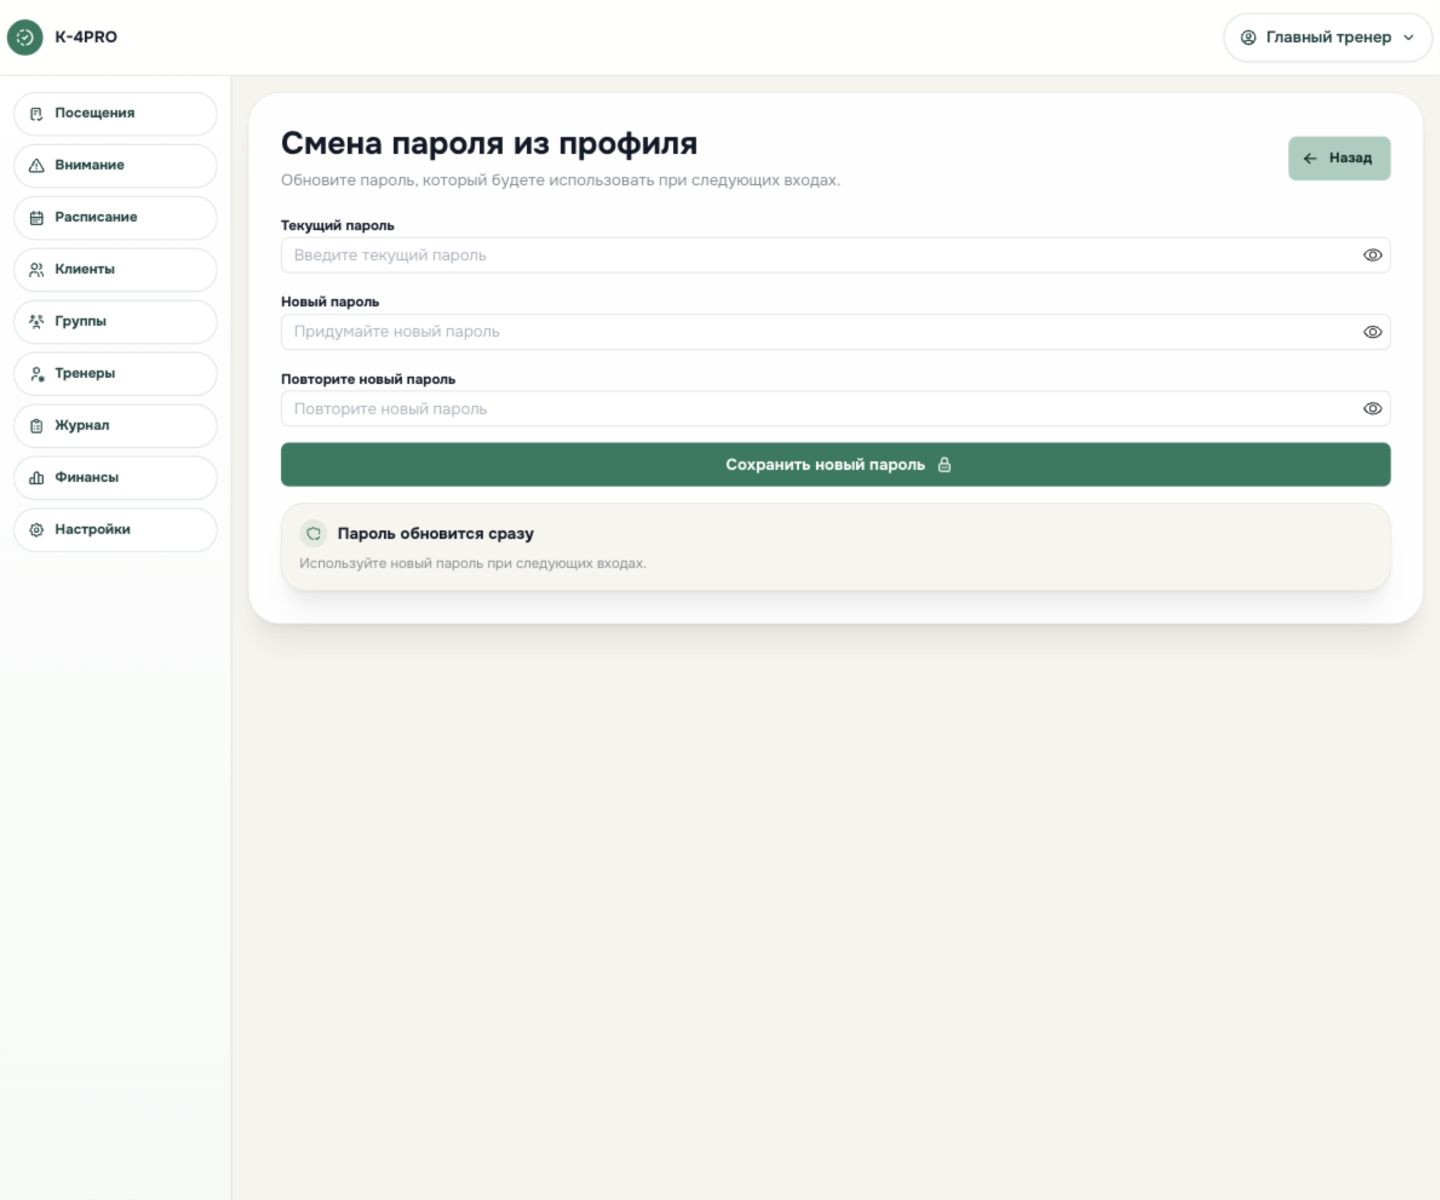 K-4PRO
Главный тренер
Посещения
Внимание
Расписание
Клиенты
Группы
Тренеры
Журнал
Финансы
Настройки
Смена пароля из профиля
Назад
Обновите пароль, который будете использовать при следующих входах.
Текущий пароль
Введите текущий пароль
Новый пароль
Придумайте новый пароль
Повторите новый пароль
Повторите новый пароль
Сохранить новый пароль
Пароль обновится сразу
Используйте новый пароль при следующих входах.